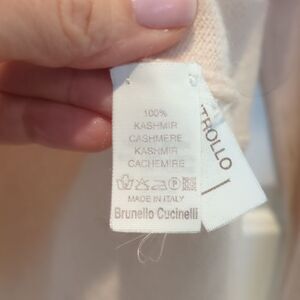 100%
KASHMIR
CASHMERE
KASHMIR
CACHEMIRE
MADE IN ITALY
Brunello Cucinelli
TROLLO